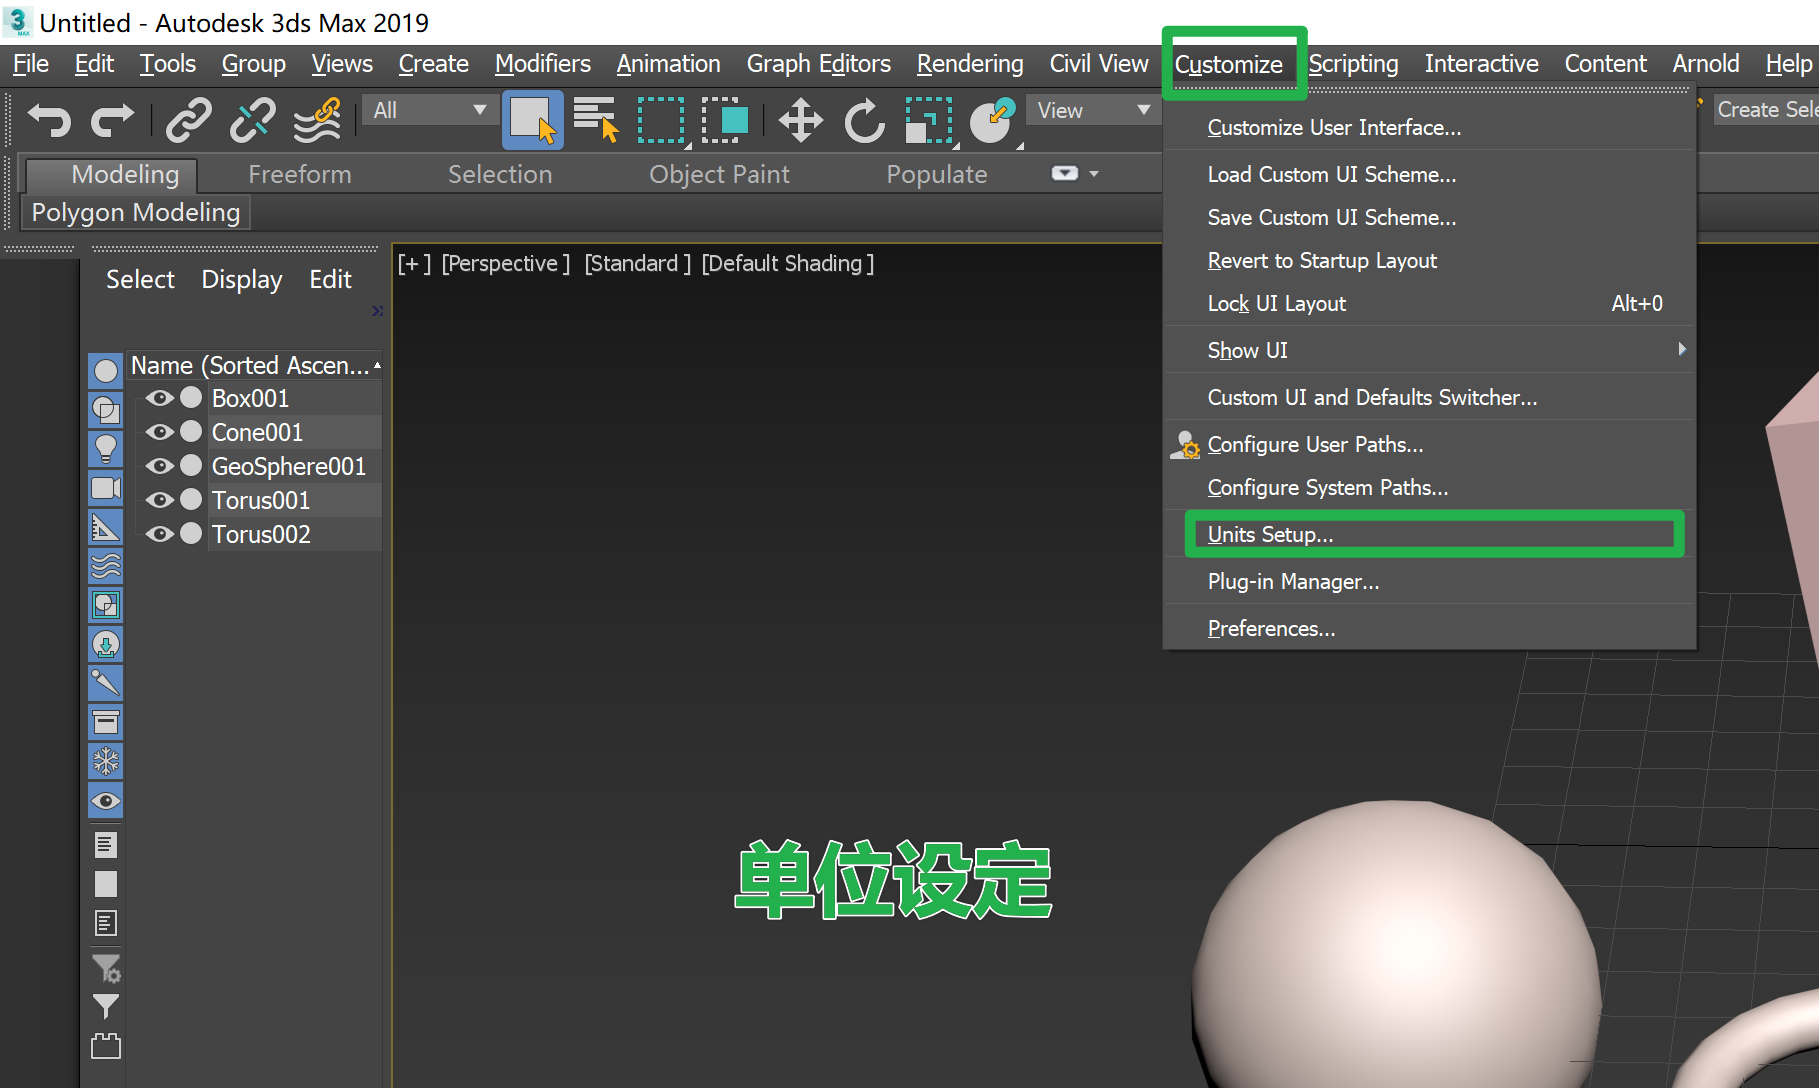 Untitled - Autodesk 3ds Max 2019
File Edit Tools Group Views Create Modifiers Animation Graph Editors Rendering Civil View Customize Scripting Interactive Content Arnold Help
All
View
Create Sele
Modeling Freeform Selection Object Paint Populate
Polygon Modeling
Select Display Edit
»
Name (Sorted Ascen...
Box001
Cone001
GeoSphere001
Torus001
Torus002
[+] [Perspective] [Standard] [Default Shading]
Customize User Interface...
Load Custom UI Scheme...
Save Custom UI Scheme...
Revert to Startup Layout
Lock UI Layout Alt+0
Show UI
Custom UI and Defaults Switcher...
Configure User Paths...
Configure System Paths...
Units Setup...
Plug-in Manager...
Preferences...
单位设定